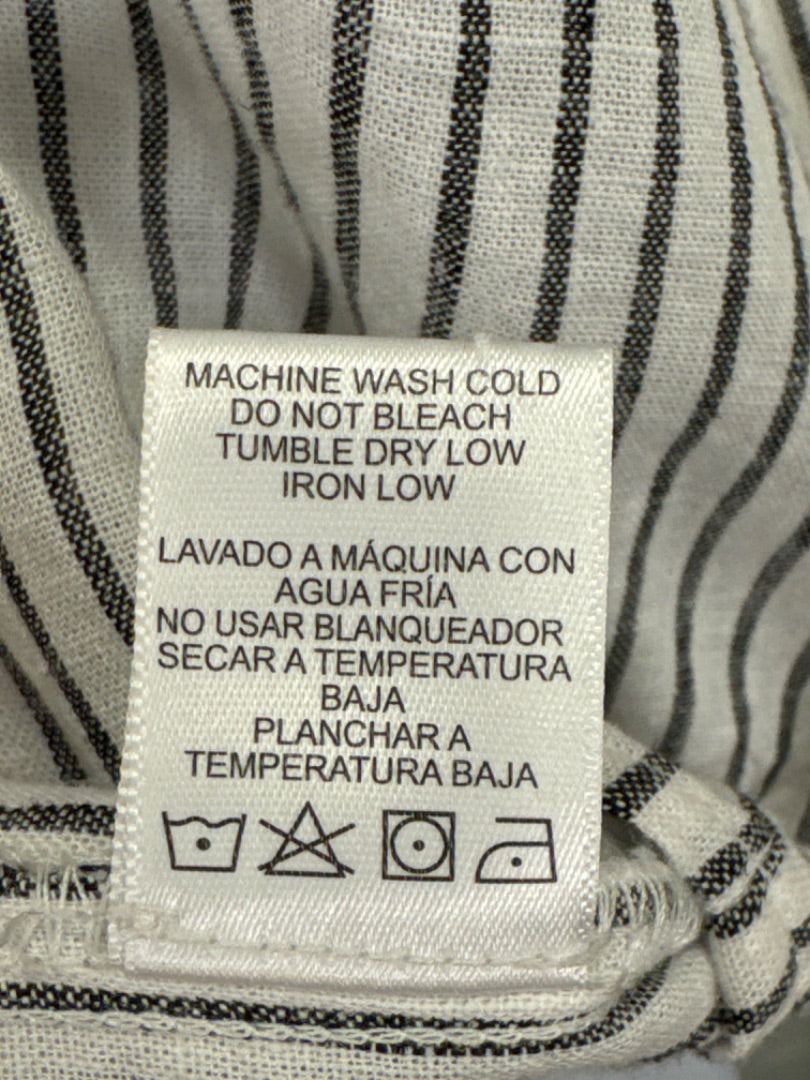 MACHINE WASH COLD
DO NOT BLEACH
TUMBLE DRY LOW
IRON LOW
LAVADO A MÁQUINA CON
AGUA FRÍA
NO USAR BLANQUEADOR
SECAR A TEMPERATURA
BAJA
PLANCHAR A
TEMPERATURA BAJA